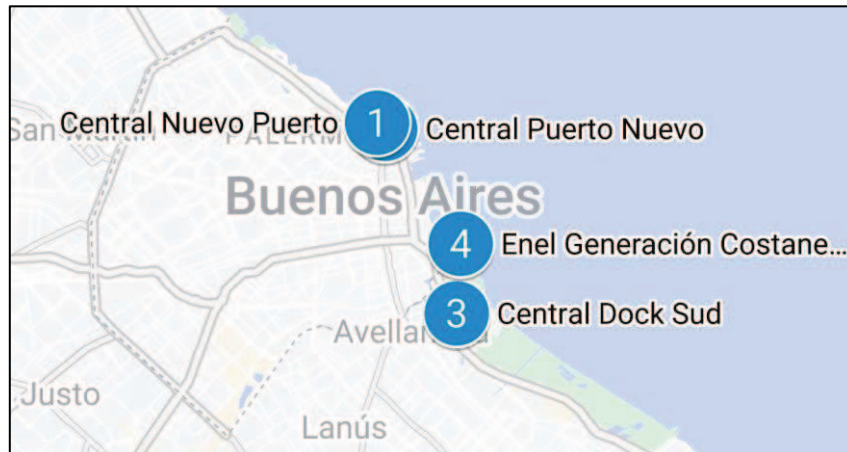 Central Nuevo Puerto
1
Central Puerto Nuevo
Buenos Aires
4
Enel Generación Costane...
3
Central Dock Sud
Justo
Lanús